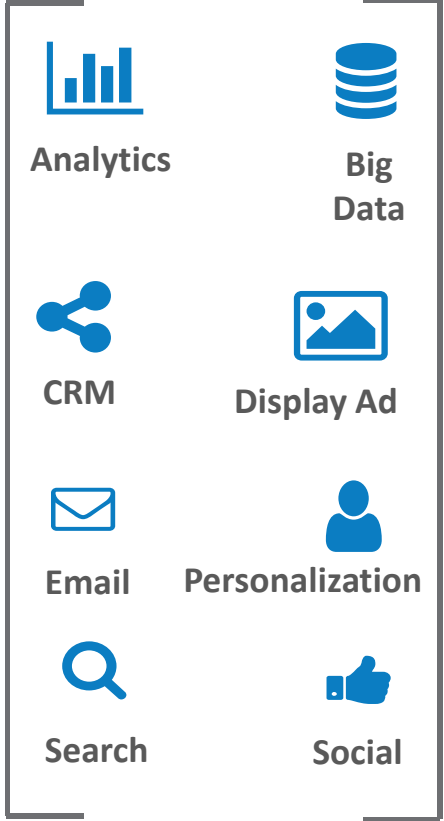 Analytics
Big
Data
CRM
Display Ad
Email
Personalization
Search
Social